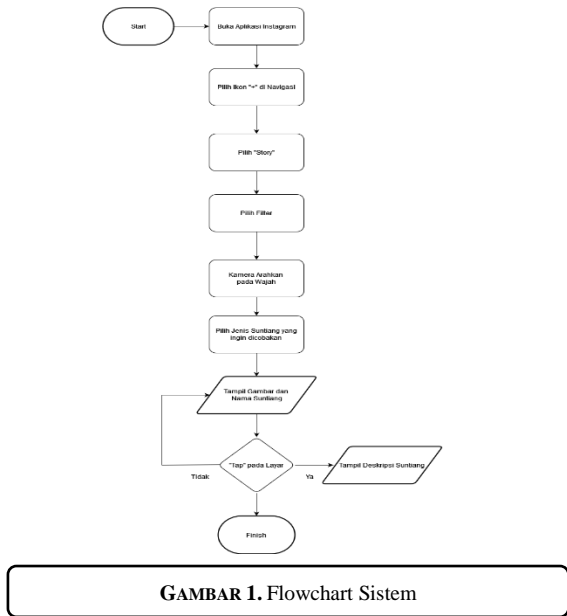 Start
Buka Aplikasi Instagram
Pilih Ikon "+" di Navigasi
Pilih "Story"
Pilih Filter
Kamera Arahkan
pada Wajah
Pilih Jenis Suntiang yang
ingin dicobakan
Tampil Gambar dan
Nama Suntiang
"Tap" pada Layar
Tidak
Ya
Tampil Deskripsi Suntiang
Finish
GAMBAR 1. Flowchart Sistem